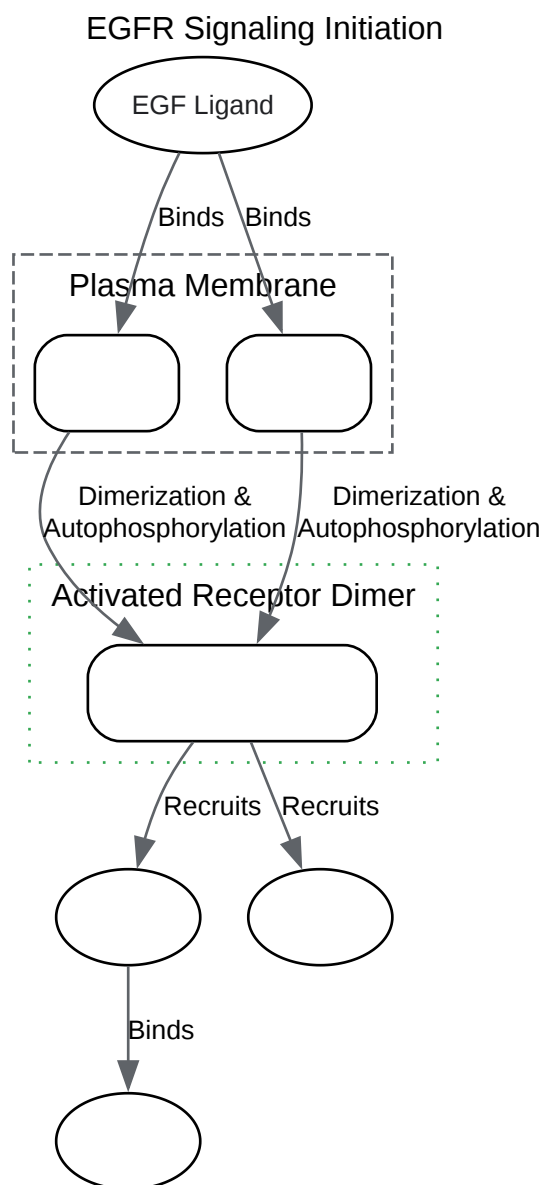 EGFR Signaling Initiation
EGF Ligand
Binds
Binds
Plasma Membrane
Dimerization &
Autophosphorylation
Dimerization &
Autophosphorylation
Activated Receptor Dimer
Recruits
Recruits
Binds